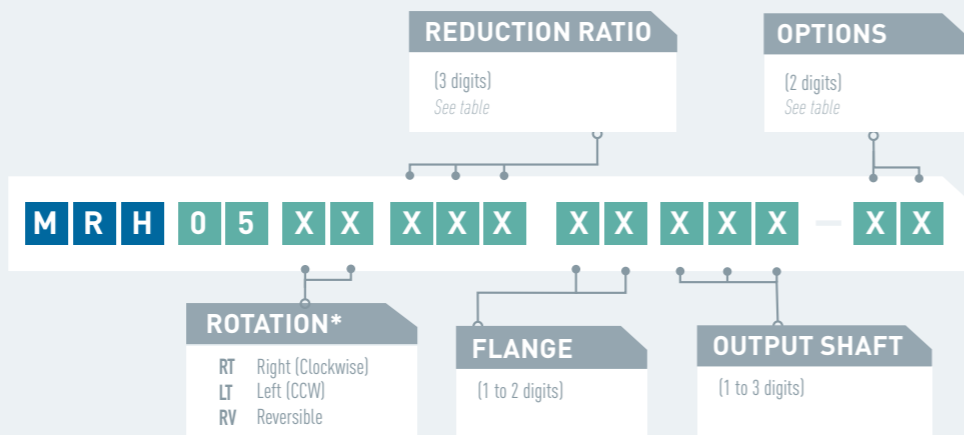 REDUCTION RATIO
(3 digits)
See table
OPTIONS
(2 digits)
See table
M R H 0 5 X X X X X X X X X X – X X
ROTATION*
RT Right (Clockwise)
LT Left (CCW)
RV Reversible
FLANGE
(1 to 2 digits)
OUTPUT SHAFT
(1 to 3 digits)